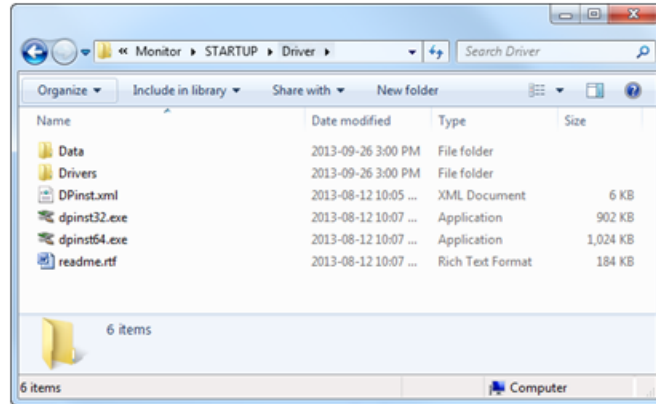 « Monitor ▸ STARTUP ▸ Driver ▸ Search Driver
Organize ▾ Include in library ▾ Share with ▾ New folder
Name Date modified Type Size
Data 2013-09-26 3:00 PM File folder
Drivers 2013-09-26 3:00 PM File folder
DPinst.xml 2013-08-12 10:05 ... XML Document 6 KB
dpinst32.exe 2013-08-12 10:07 ... Application 902 KB
dpinst64.exe 2013-08-12 10:07 ... Application 1,024 KB
readme.rtf 2013-08-12 10:07 ... Rich Text Format 184 KB
6 items
6 items Computer